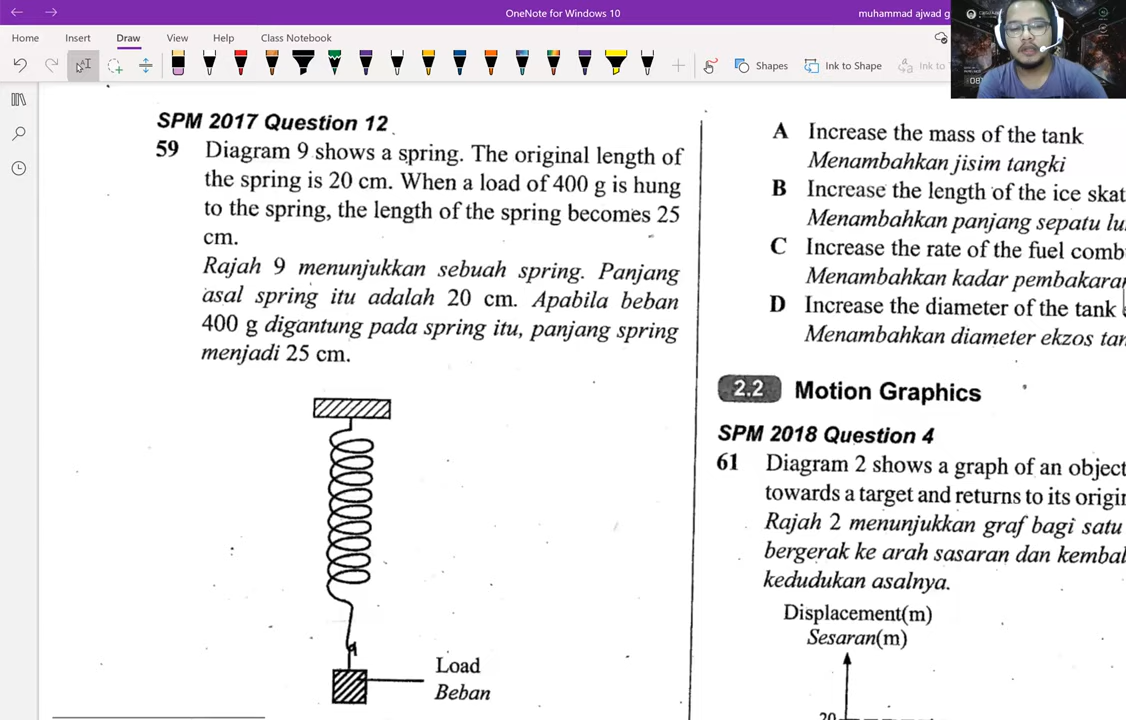 OneNote for Windows 10
muhammad ajwad g
Home
Insert
Draw
View
Help
Class Notebook
Shapes
Ink to Shape
Ink to
SPM 2017 Question 12
59 Diagram 9 shows a spring. The original length of
the spring is 20 cm. When a load of 400 g is hung
to the spring, the length of the spring becomes 25
cm.
Rajah 9 menunjukkan sebuah spring. Panjang
asal spring itu adalah 20 cm. Apabila beban
400 g digantung pada spring itu, panjang spring
menjadi 25 cm.
Load
Beban
A Increase the mass of the tank
Menambahkan jisim tangki
B Increase the length of the ice skat
Menambahkan panjang sepatu lu
C Increase the rate of the fuel comb
Menambahkan kadar pembakara
D Increase the diameter of the tank
Menambahkan diameter ekzos tan
2.2 Motion Graphics
SPM 2018 Question 4
61 Diagram 2 shows a graph of an object
towards a target and returns to its origi
Rajah 2 menunjukkan graf bagi satu
bergerak ke arah sasaran dan kembal
kedudukan asalnya.
Displacement(m)
Sesaran(m)
20